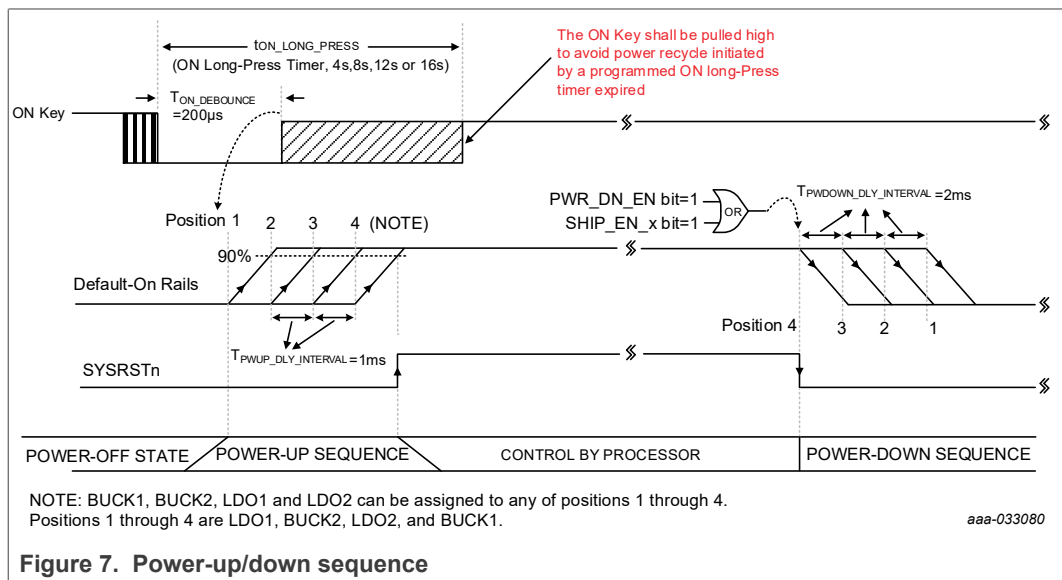 tON_LONG_PRESS
(ON Long-Press Timer, 4s,8s,12s or 16s)
The ON Key shall be pulled high
to avoid power recycle initiated
by a programmed ON long-Press
timer expired
ON Key
TON_DEBOUNCE
=200µs
PWR_DN_EN bit=1
SHIP_EN_x bit=1
OR
TPWDOWN_DLY_INTERVAL=2ms
Position 1 2 3 4 (NOTE)
90%
Default-On Rails
Position 4 3 2 1
TPWUP_DLY_INTERVAL=1ms
SYSRSTn
POWER-OFF STATE POWER-UP SEQUENCE CONTROL BY PROCESSOR POWER-DOWN SEQUENCE
NOTE: BUCK1, BUCK2, LDO1 and LDO2 can be assigned to any of positions 1 through 4.
Positions 1 through 4 are LDO1, BUCK2, LDO2, and BUCK1.
aaa-033080
Figure 7. Power-up/down sequence